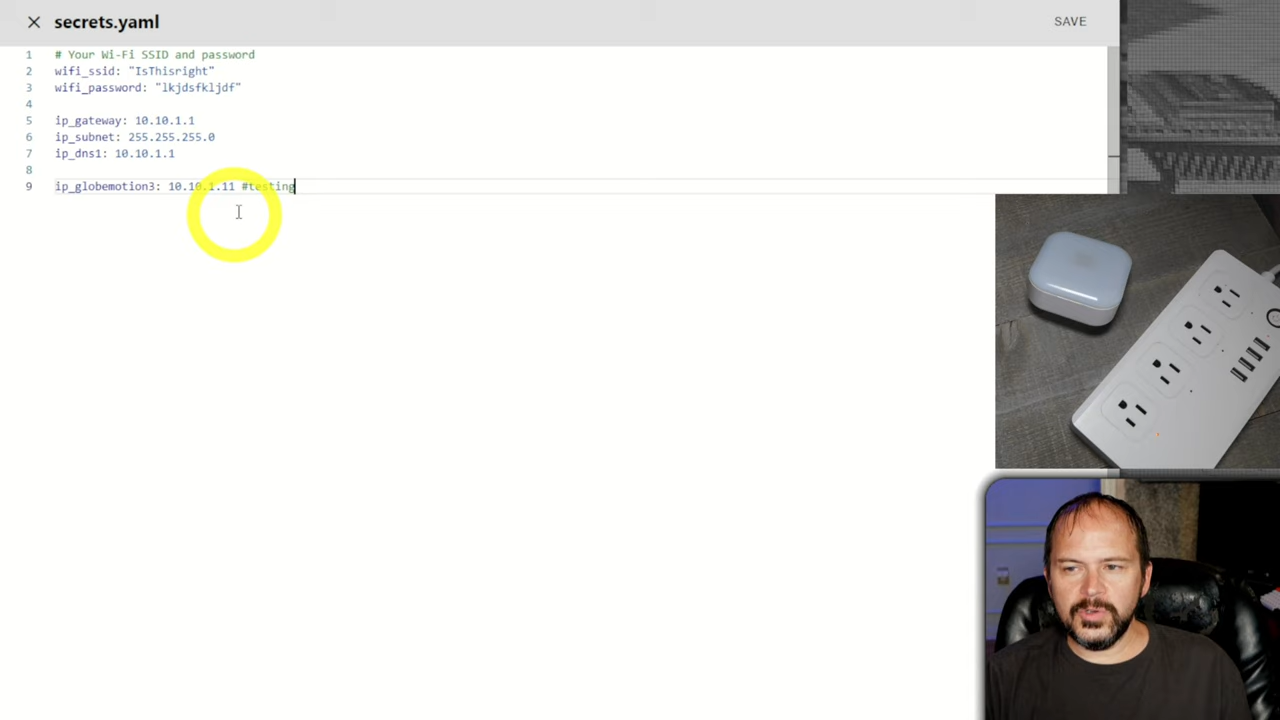 secrets.yaml
SAVE
1 # Your Wi-Fi SSID and password
2 wifi_ssid: "IsThisright"
3 wifi_password: "lkjdsfkljdf"
4
5 ip_gateway: 10.10.1.1
6 ip_subnet: 255.255.255.0
7 ip_dns1: 10.10.1.1
8
9 ip_globemotion3: 10.10.1.11 #testing